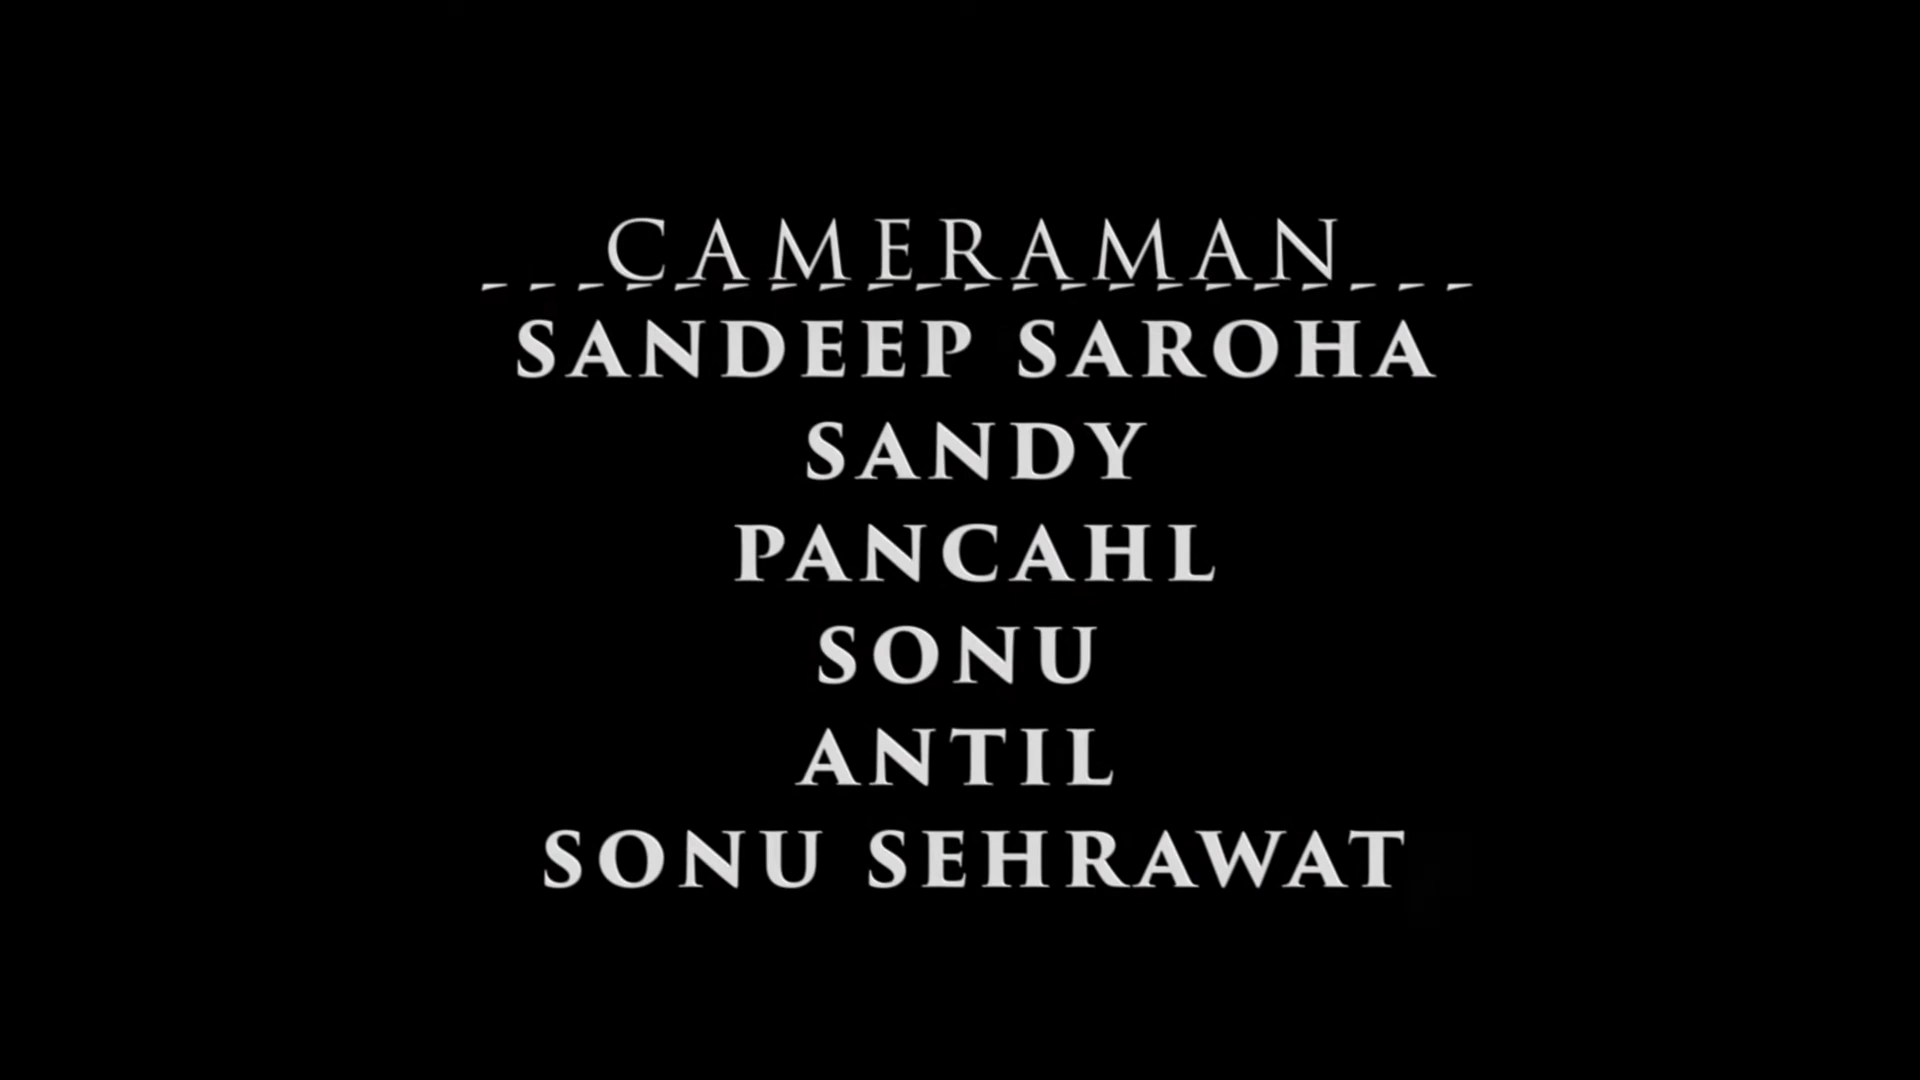 CAMERAMAN
SANDEEP SAROHA
SANDY
PANCAHL
SONU
ANTIL
SONU SEHRAWAT